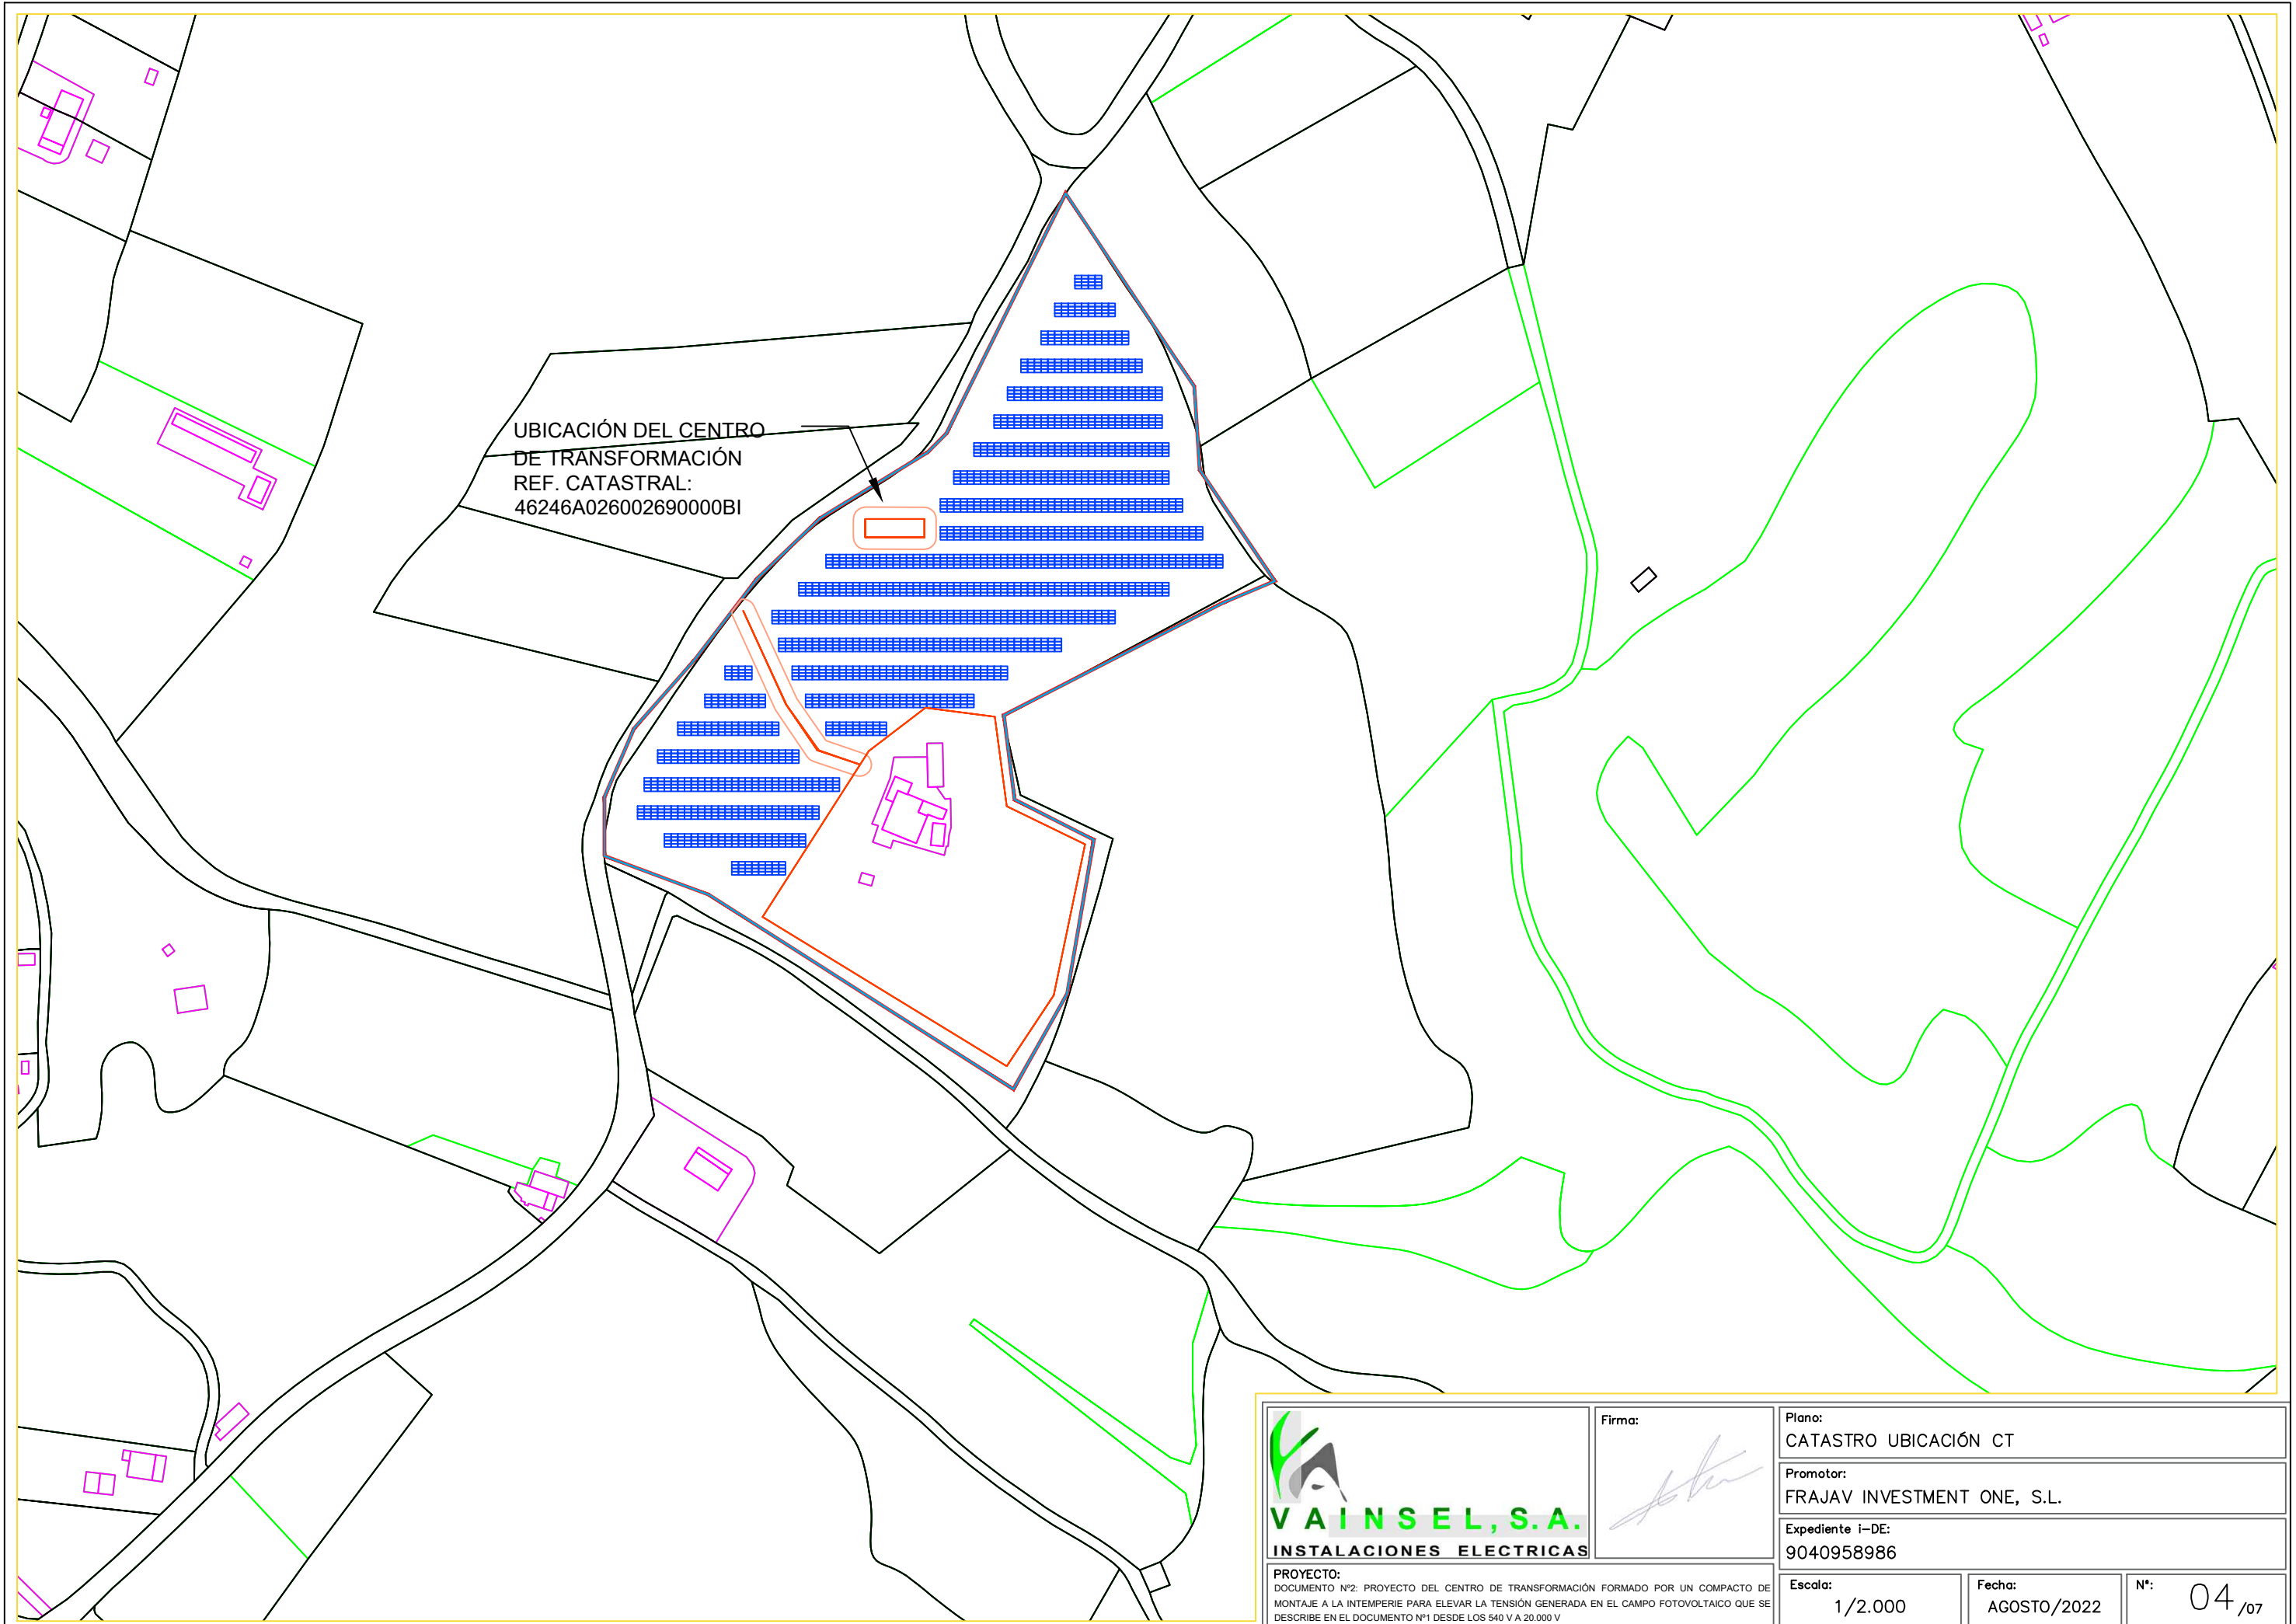 UBICACIÓN DEL CENTRO
DE TRANSFORMACIÓN
REF. CATASTRAL:
46246A026002690000BI
VAINSEL, S.A.
INSTALACIONES ELECTRICAS
Firma:
Plano:
CATASTRO UBICACIÓN CT
Promotor:
FRAJAV INVESTMENT ONE, S.L.
Expediente i-DE:
9040958986
PROYECTO:
DOCUMENTO Nº2: PROYECTO DEL CENTRO DE TRANSFORMACIÓN FORMADO POR UN COMPACTO DE
MONTAJE A LA INTEMPERIE PARA ELEVAR LA TENSIÓN GENERADA EN EL CAMPO FOTOVOLTAICO QUE SE
DESCRIBE EN EL DOCUMENTO Nº1 DESDE LOS 540 V A 20.000 V
Escala:
1/2.000
Fecha:
AGOSTO/2022
Nº:
04/07